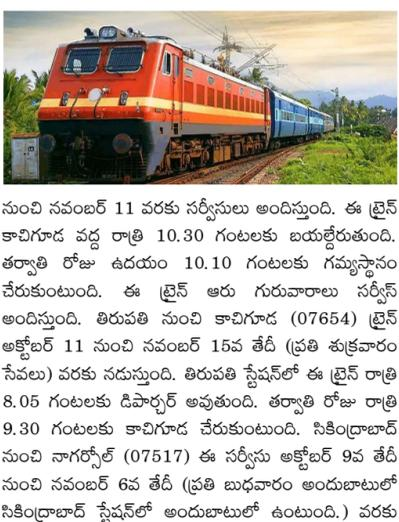 నుంచి నవంబర్ 11 వరకు సర్వీసులు అందిస్తుంది. ఈ ట్రైన్
కాచిగూడ వద్ద రాత్రి 10.30 గంటలకు బయల్దేరుతుంది.
తర్వాతి రోజు ఉదయం 10.10 గంటలకు గమ్యస్థానం
చేరుకుంటుంది. ఈ ట్రైన్ ఆరు గురువారాలు సర్వీస్
అందిస్తుంది. తిరుపతి నుంచి కాచిగూడ (07654) ట్రైన్
అక్టోబర్ 11 నుంచి నవంబర్ 15వ తేదీ (ప్రతి శుక్రవారం
సేవలు) వరకు నడుస్తుంది. తిరుపతి స్టేషన్‌లో ఈ ట్రైన్ రాత్రి
8.05 గంటలకు డిపార్చర్ అవుతుంది. తర్వాతి రోజు రాత్రి
9.30 గంటలకు కాచిగూడ చేరుకుంటుంది. సికింద్రాబాద్
నుంచి నాగర్సోల్ (07517) ఈ సర్వీసు అక్టోబర్ 9వ తేదీ
నుంచి నవంబర్ 6వ తేదీ (ప్రతి బుధవారం అందుబాటులో
సికింద్రాబాద్ స్టేషన్‌లో అందుబాటులో ఉంటుంది.) వరకు